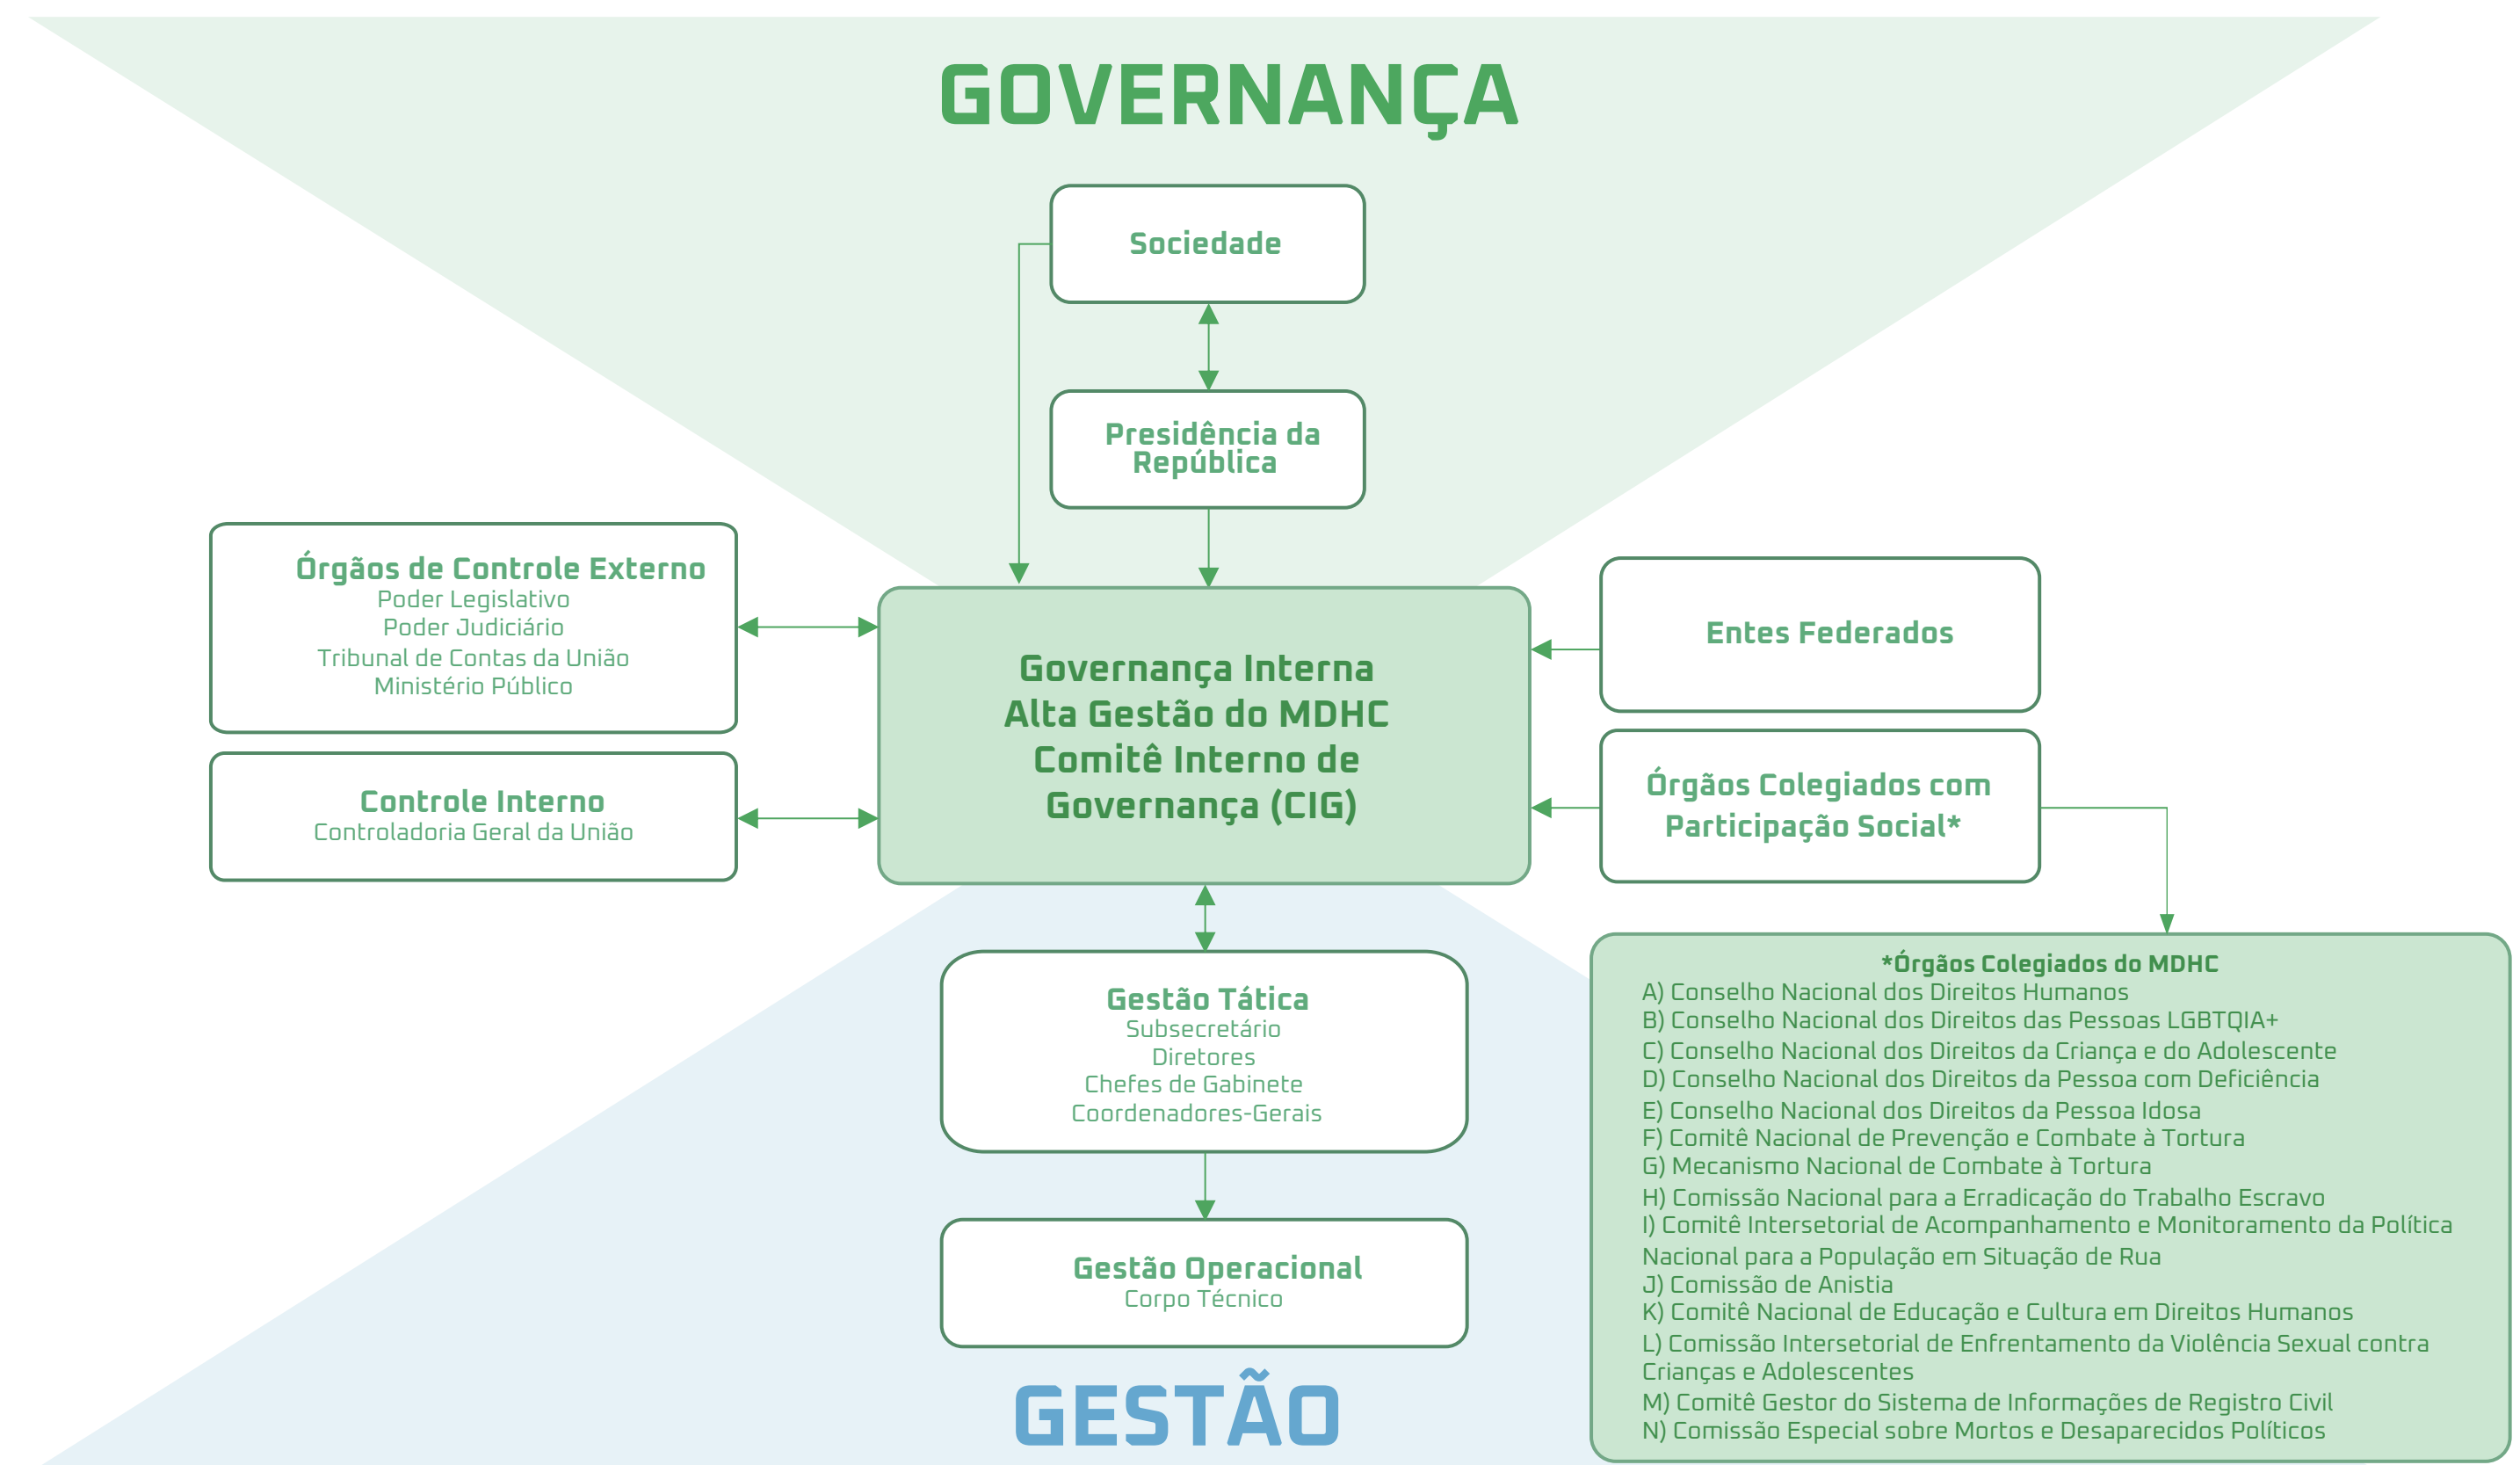 GOVERNANÇA
Sociedade
Presidência da
República
Órgãos de Controle Externo
Poder Legislativo
Poder Judiciário
Tribunal de Contas da União
Ministério Público
Controle Interno
Controladoria Geral da União
Governança Interna
Alta Gestão do MDHC
Comitê Interno de
Governança (CIG)
Entes Federados
Órgãos Colegiados com
Participação Social*
Gestão Tática
Subsecretário
Diretores
Chefes de Gabinete
Coordenadores-Gerais
Gestão Operacional
Corpo Técnico
GESTÃO
*Órgãos Colegiados do MDHC
A) Conselho Nacional dos Direitos Humanos
B) Conselho Nacional dos Direitos das Pessoas LGBTQIA+
C) Conselho Nacional dos Direitos da Criança e do Adolescente
D) Conselho Nacional dos Direitos da Pessoa com Deficiência
E) Conselho Nacional dos Direitos da Pessoa Idosa
F) Comitê Nacional de Prevenção e Combate à Tortura
G) Mecanismo Nacional de Combate à Tortura
H) Comissão Nacional para a Erradicação do Trabalho Escravo
I) Comitê Intersetorial de Acompanhamento e Monitoramento da Política
Nacional para a População em Situação de Rua
J) Comissão de Anistia
K) Comitê Nacional de Educação e Cultura em Direitos Humanos
L) Comissão Intersetorial de Enfrentamento da Violência Sexual contra
Crianças e Adolescentes
M) Comitê Gestor do Sistema de Informações de Registro Civil
N) Comissão Especial sobre Mortos e Desaparecidos Políticos